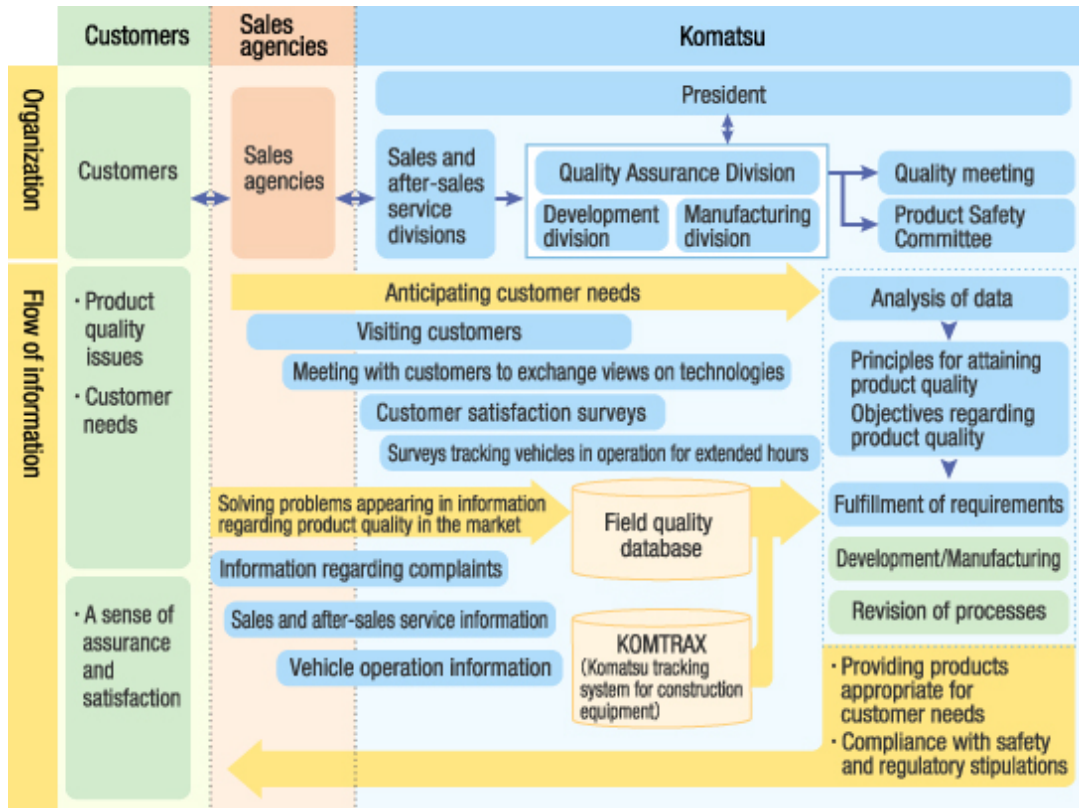 Customers
Sales
agencies
Komatsu
Organization
Customers
Sales
agencies
President
Sales and
after-sales
service
divisions
Quality Assurance Division
Development
division
Manufacturing
division
Quality meeting
Product Safety
Committee
Flow of information
· Product
quality
issues
· Customer
needs
Anticipating customer needs
Visiting customers
Meeting with customers to exchange views on technologies
Customer satisfaction surveys
Surveys tracking vehicles in operation for extended hours
Analysis of data
Principles for attaining
product quality
Objectives regarding
product quality
Fulfillment of requirements
Development/Manufacturing
Revision of processes
Solving problems appearing in information
regarding product quality in the market
Field quality
database
Information regarding complaints
Sales and after-sales service information
Vehicle operation information
KOMTRAX
(Komatsu tracking
system for construction
equipment)
· A sense of
assurance
and
satisfaction
· Providing products
appropriate for
customer needs
· Compliance with safety
and regulatory stipulations